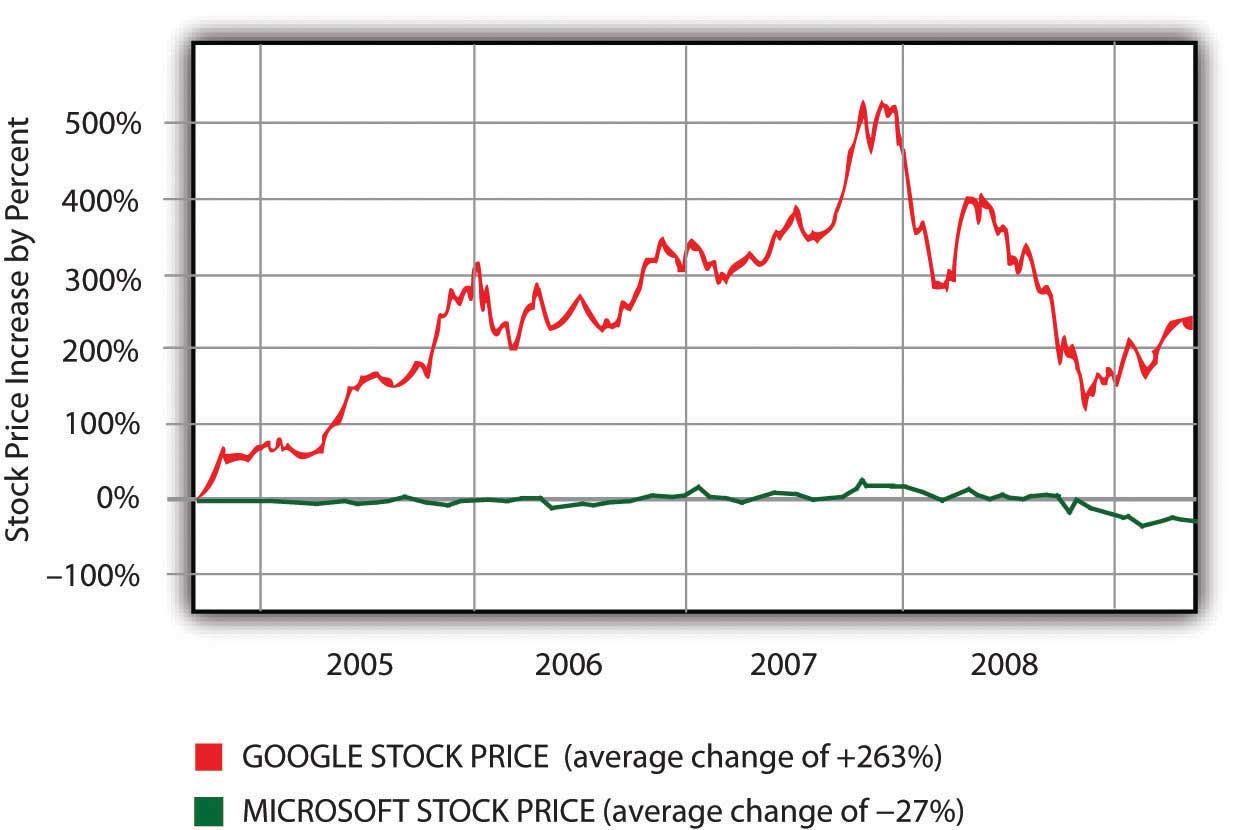 Stock Price Increase by Percent
500%
400%
300%
200%
100%
0%
–100%
2005 2006 2007 2008
GOOGLE STOCK PRICE (average change of +263%)
MICROSOFT STOCK PRICE (average change of –27%)